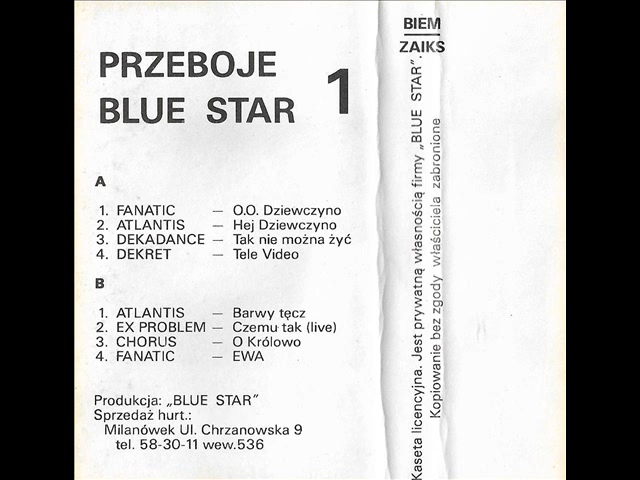 PRZEBOJE
BLUE STAR 1
A
1. FANATIC — O.O. Dziewczyno
2. ATLANTIS — Hej Dziewczyno
3. DEKADANCE — Tak nie można żyć
4. DEKRET — Tele Video
B
1. ATLANTIS — Barwy tęcz
2. EX PROBLEM — Czemu tak (live)
3. CHORUS — O Królowo
4. FANATIC — EWA
Produkcja: „BLUE STAR”
Sprzedaż hurt.:
Milanówek Ul. Chrzanowska 9
tel. 58-30-11 wew.536
BIEM
ZAIKS
Kaseta licencyjna. Jest prywatną własnością firmy „BLUE STAR”.
Kopiowanie bez zgody właściciela zabronione